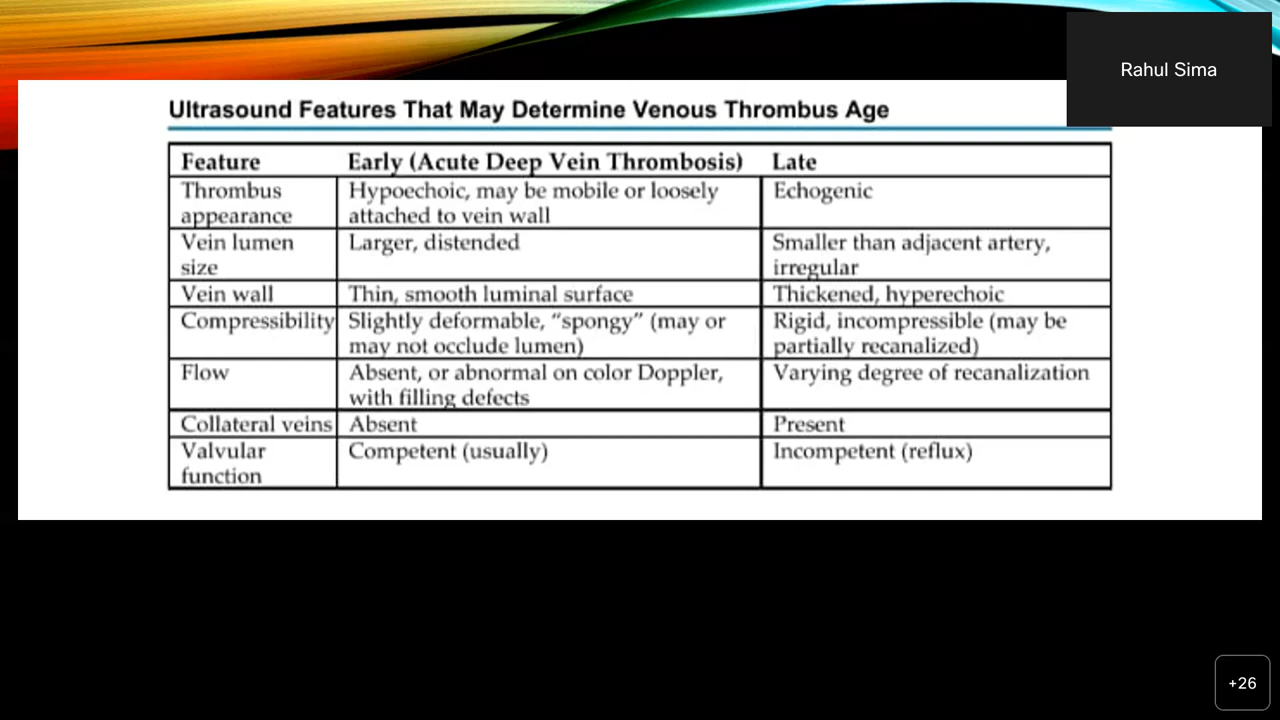 Rahul Sima
Ultrasound Features That May Determine Venous Thrombus Age
Feature Early (Acute Deep Vein Thrombosis) Late
Thrombus appearance Hypoechoic, may be mobile or loosely attached to vein wall Echogenic
Vein lumen size Larger, distended Smaller than adjacent artery, irregular
Vein wall Thin, smooth luminal surface Thickened, hyperechoic
Compressibility Slightly deformable, “spongy” (may or may not occlude lumen) Rigid, incompressible (may be partially recanalized)
Flow Absent, or abnormal on color Doppler, with filling defects Varying degree of recanalization
Collateral veins Absent Present
Valvular function Competent (usually) Incompetent (reflux)
+26